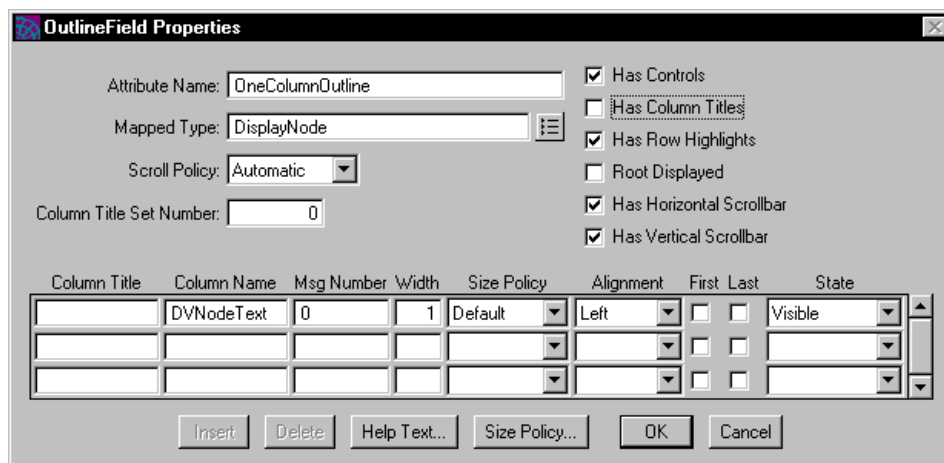 OutlineField Properties
Attribute Name: OneColumnOutline
Mapped Type: DisplayNode
Scroll Policy: Automatic
Column Title Set Number: 0
Has Controls
Has Column Titles
Has Row Highlights
Root Displayed
Has Horizontal Scrollbar
Has Vertical Scrollbar
Column Title Column Name Msg Number Width Size Policy Alignment First Last State
DVNodeText 0 1 Default Left Visible
Insert Delete Help Text... Size Policy... OK Cancel